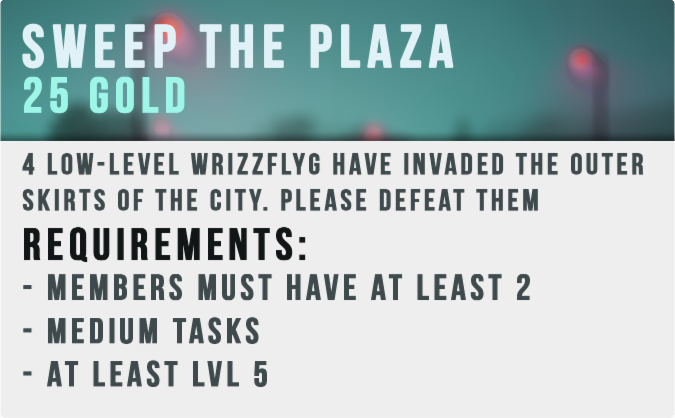 SWEEP THE PLAZA
25 GOLD
4 LOW-LEVEL WRIZZFLYG HAVE INVADED THE OUTER
SKIRTS OF THE CITY. PLEASE DEFEAT THEM
REQUIREMENTS:
- MEMBERS MUST HAVE AT LEAST 2
- MEDIUM TASKS
- AT LEAST LVL 5